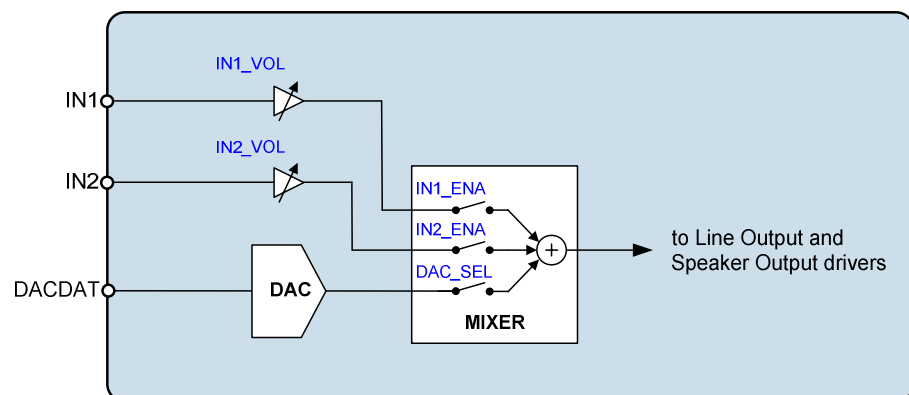 IN1_VOL
IN1
IN2_VOL
IN2
IN1_ENA
IN2_ENA
to Line Output and
Speaker Output drivers
DAC_SEL
DACDAT
DAC
MIXER